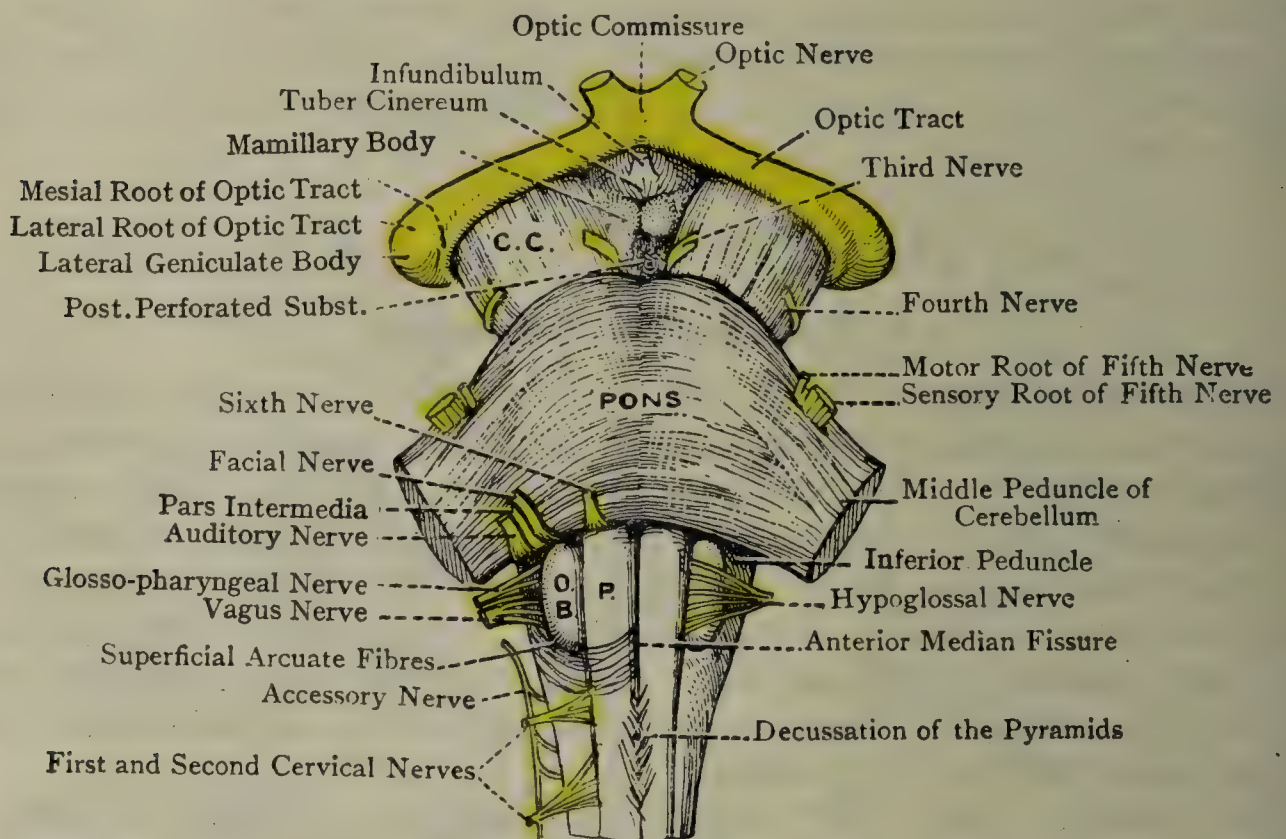 Optic Commissure
Optic Nerve
Infundibulum
Tuber Cinereum
Optic Tract
Mamillary Body
Third Nerve
Mesial Root of Optic Tract
Lateral Root of Optic Tract
C.C.
Lateral Geniculate Body
Post. Perforated Subst.
Fourth Nerve
Motor Root of Fifth Nerve
Sensory Root of Fifth Nerve
PONS
Sixth Nerve
Facial Nerve
Pars Intermedia
Auditory Nerve
Middle Peduncle of
Cerebellum
Inferior Peduncle
Glosso-pharyngeal Nerve
Vagus Nerve
O.
B
P.
Hypoglossal Nerve
Superficial Arcuate Fibres
Anterior Median Fissure
Accessory Nerve
Decussation of the Pyramids
First and Second Cervical Nerves